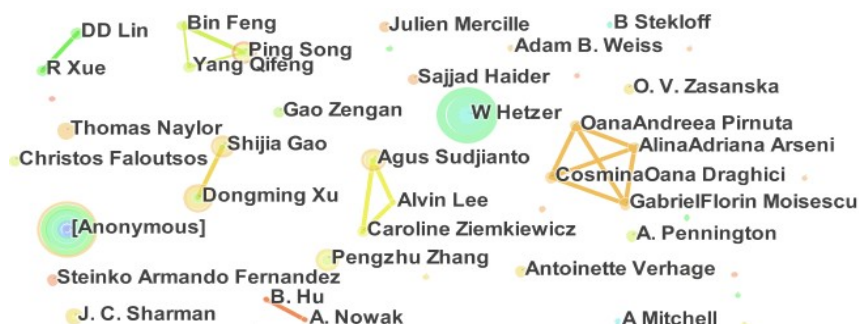 DD Lin
Bin Feng
Julien Mercille
B Stekloff
R Xue
Ping Song
Yang Qifeng
Adam B. Weiss
Sajjad Haider
O. V. Zasanska
Gao Zengan
W Hetzer
Thomas Naylor
OanaAndreea Pirnuta
Shijia Gao
AlinaAdriana Arseni
Christos Faloutsos
Agus Sudjianto
CosminaOana Draghici
Dongming Xu
Alvin Lee
GabrielFlorin Moisescu
[Anonymous]
Caroline Ziemkiewicz
A. Pennington
Pengzhu Zhang
Steinko Armando Fernandez
Antoinette Verhage
B. Hu
J. C. Sharman
A. Nowak
A Mitchell